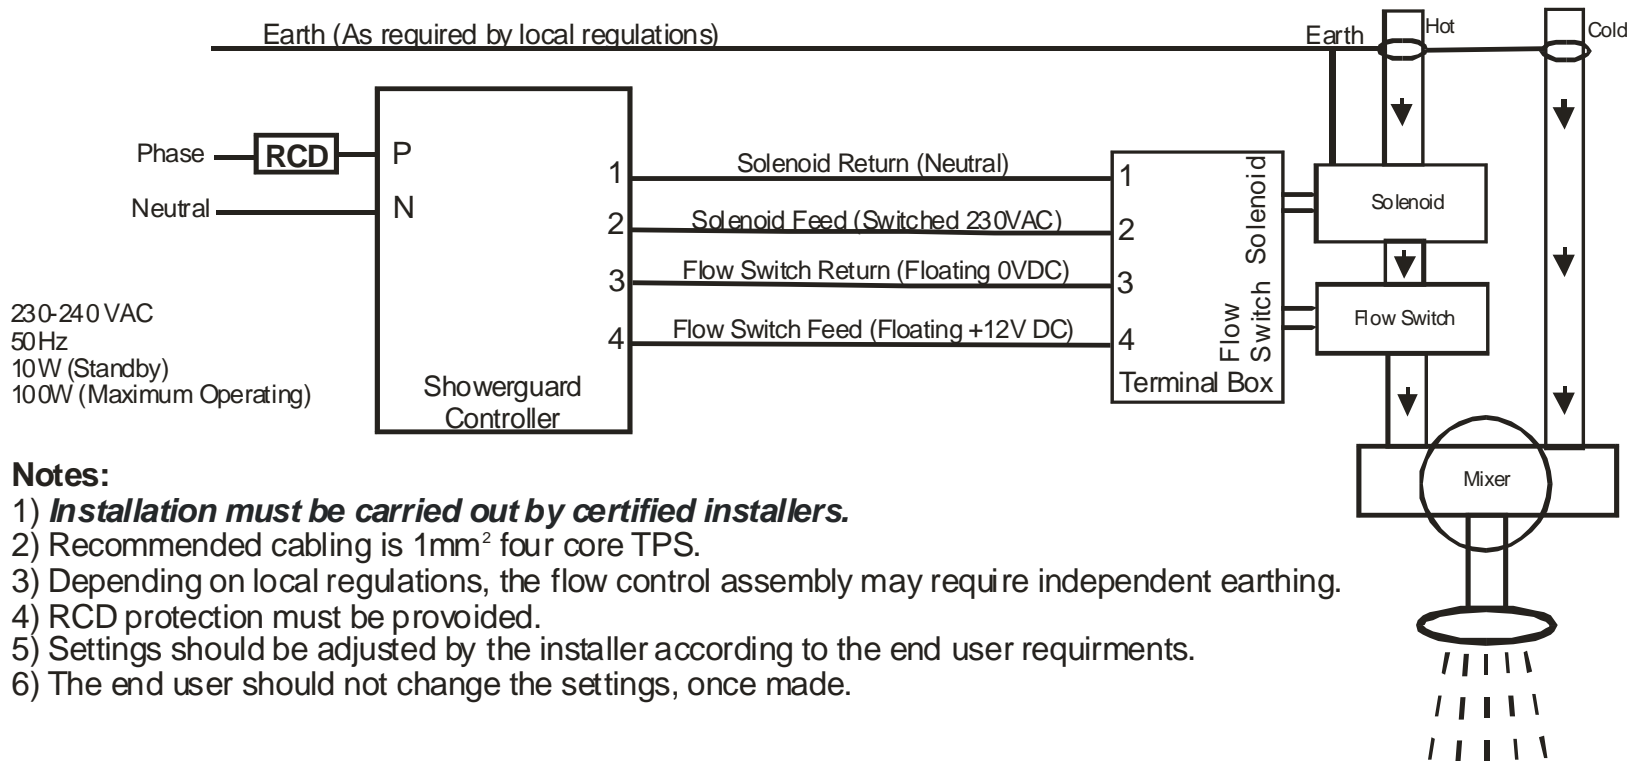 Earth (As required by local regulations)
Earth
Hot
Cold
Phase
RCD
P
Neutral
N
1
Solenoid Return (Neutral)
1
2
Solenoid Feed (Switched 230VAC)
2
3
Flow Switch Return (Floating 0VDC)
3
4
Flow Switch Feed (Floating +12V DC)
4
Solenoid
Flow
Switch
Terminal Box
Solenoid
Flow Switch
Mixer
230-240 VAC
50Hz
10W (Standby)
100W (Maximum Operating)
Showerguard
Controller
Notes:
1) Installation must be carried out by certified installers.
2) Recommended cabling is 1mm² four core TPS.
3) Depending on local regulations, the flow control assembly may require independent earthing.
4) RCD protection must be provoided.
5) Settings should be adjusted by the installer according to the end user requirments.
6) The end user should not change the settings, once made.